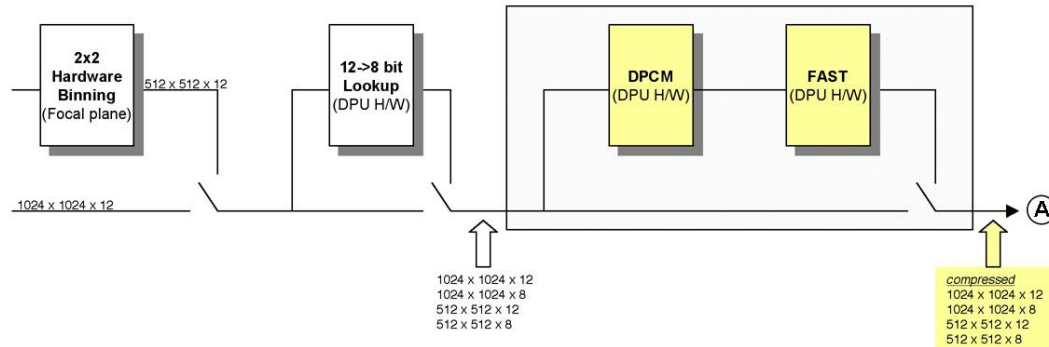 2x2
Hardware
Binning
(Focal plane)
512 x 512 x 12
12->8 bit
Lookup
(DPU H/W)
DPCM
(DPU H/W)
FAST
(DPU H/W)
1024 x 1024 x 12
A
1024 x 1024 x 12
1024 x 1024 x 8
512 x 512 x 12
512 x 512 x 8
compressed
1024 x 1024 x 12
1024 x 1024 x 8
512 x 512 x 12
512 x 512 x 8